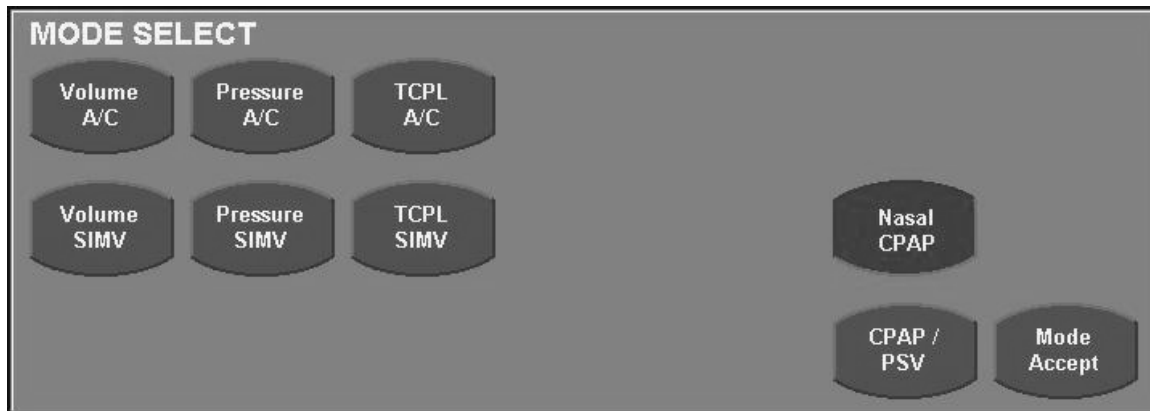 MODE SELECT
Volume
A/C
Pressure
A/C
TCPL
A/C
Volume
SIMV
Pressure
SIMV
TCPL
SIMV
Nasal
CPAP
CPAP /
PSV
Mode
Accept